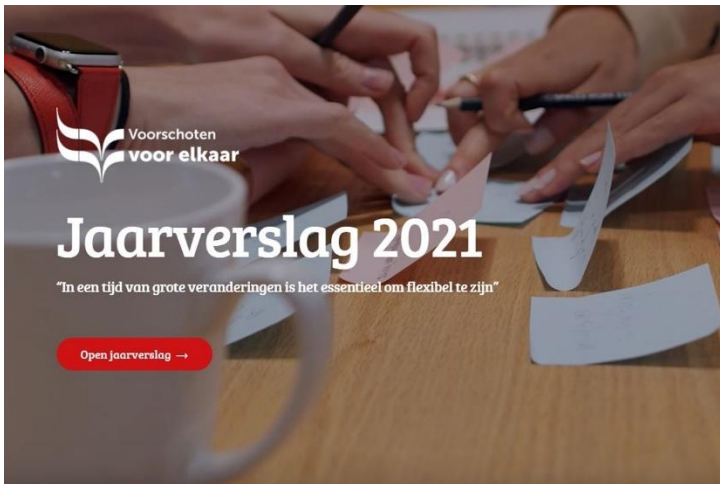 Voorschoten
voor elkaar
Jaarverslag 2021
"In een tijd van grote veranderingen is het essentieel om flexibel te zijn"
Open jaarverslag →